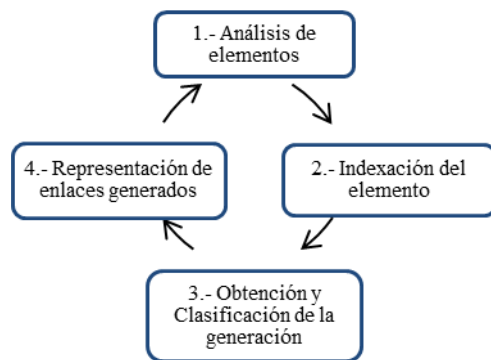 1.- Análisis de
elementos
2.- Indexación del
elemento
3.- Obtención y
Clasificación de la
generación
4.- Representación de
enlaces generados